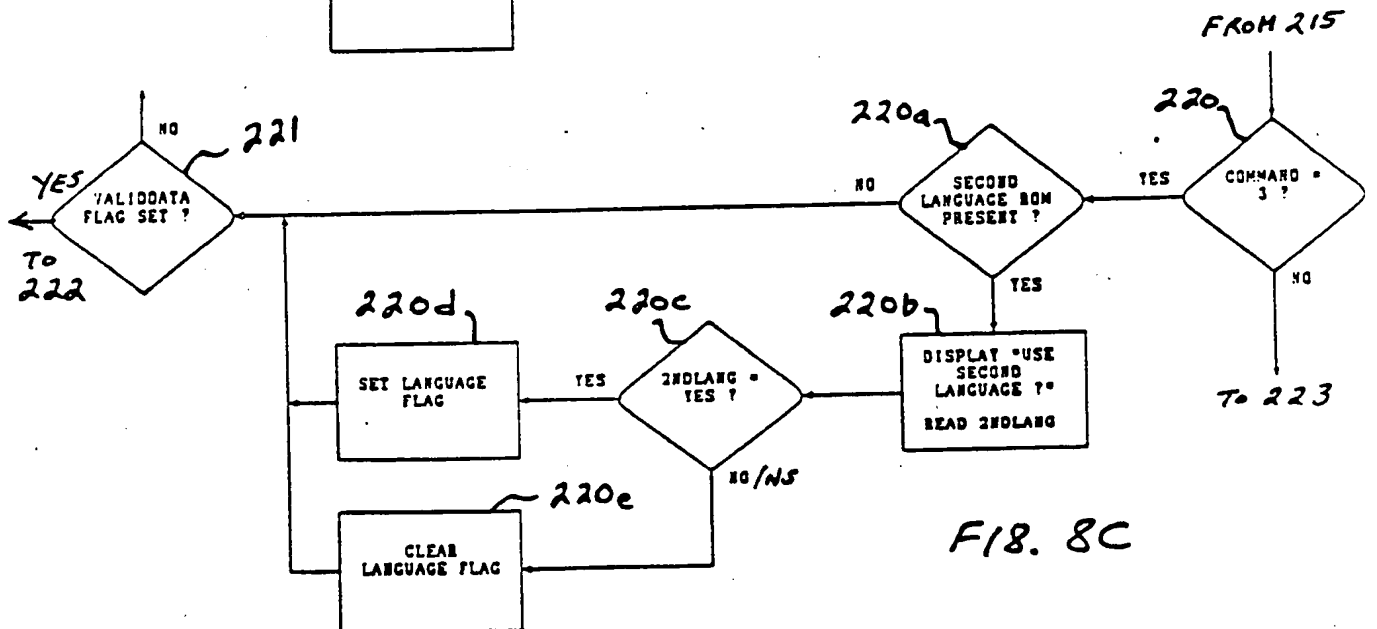 FROM 215
220
COMMAND =
3 ?
YES
NO
TO 223
220a
SECOND
LANGUAGE ROM
PRESENT ?
NO
YES
220b
DISPLAY "USE
SECOND
LANGUAGE ?"
READ 2NDLANG
220c
2NDLANG =
YES ?
YES
NO/NS
220d
SET LANGUAGE
FLAG
220e
CLEAR
LANGUAGE FLAG
221
VALIDDATA
FLAG SET ?
NO
YES
TO
222
FIG. 8C